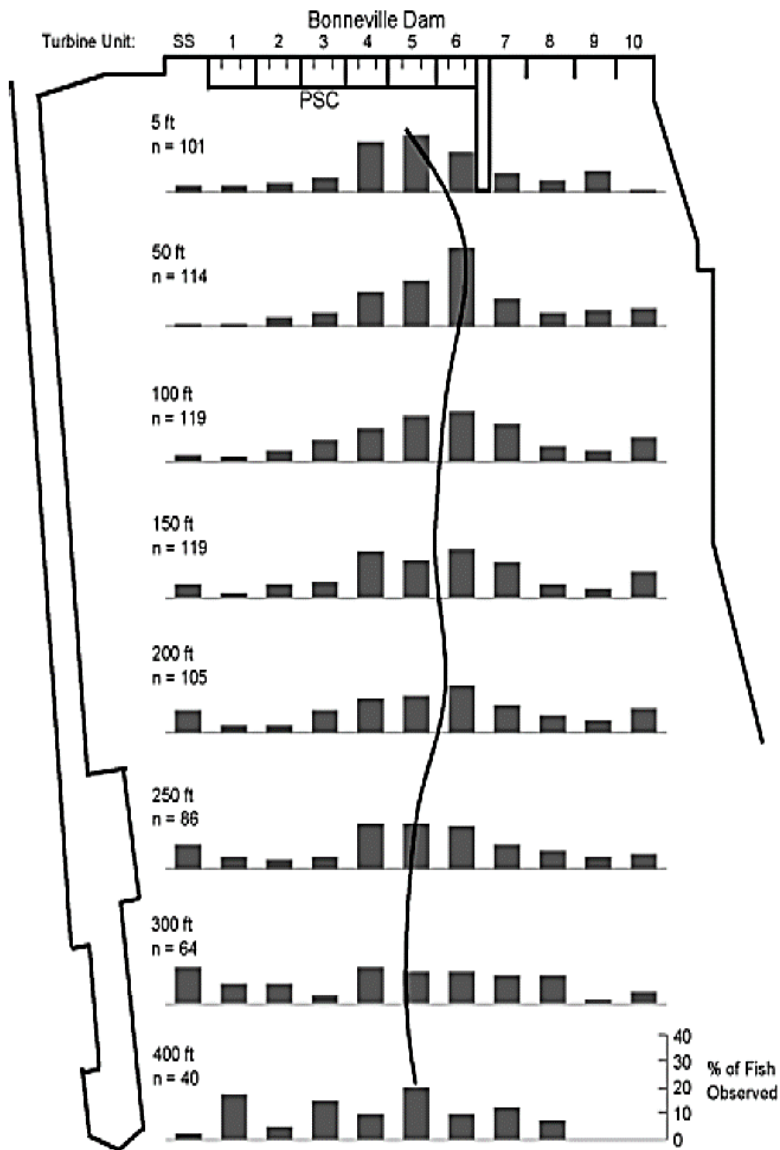 Bonneville Dam
Turbine Unit: SS 1 2 3 4 5 6 7 8 9 10
PSC
5 ft
n = 101
50 ft
n = 114
100 ft
n = 119
150 ft
n = 119
200 ft
n = 105
250 ft
n = 86
300 ft
n = 64
400 ft
n = 40
40
30
20
10
0
% of Fish
Observed